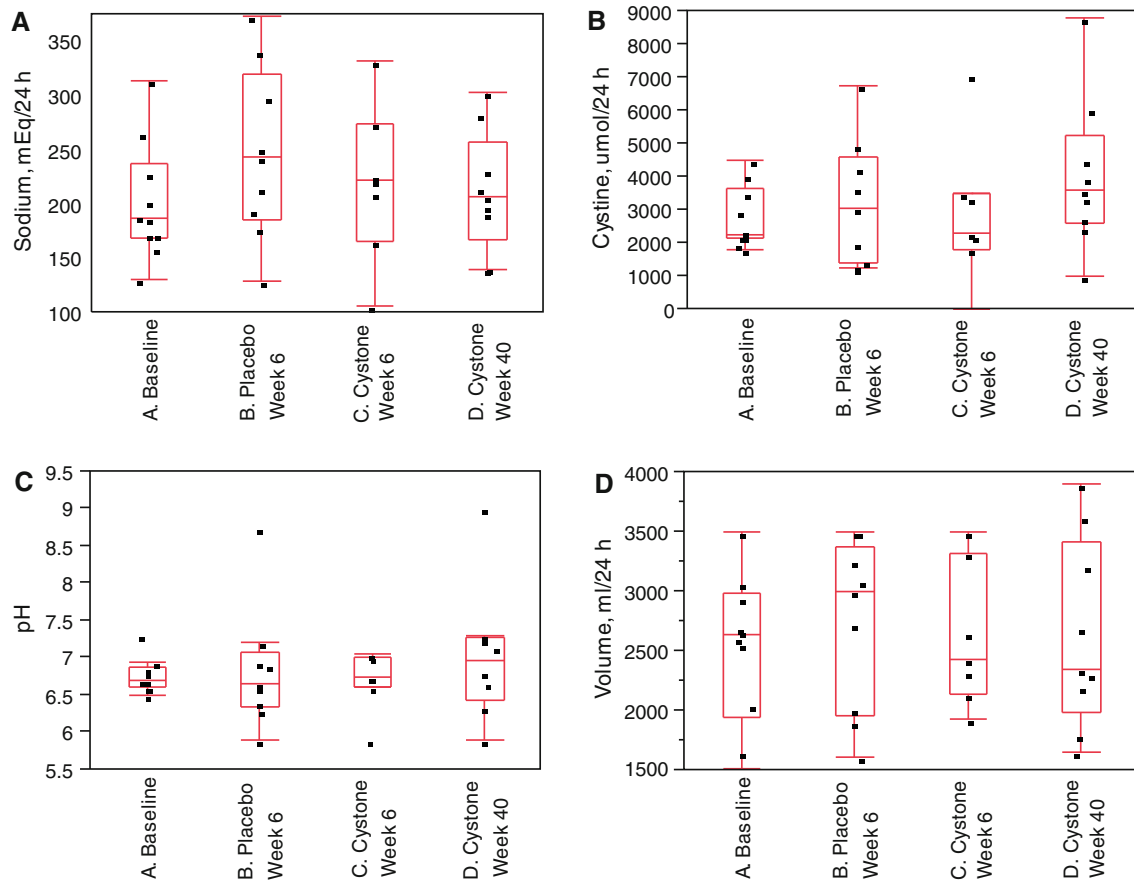 A
Sodium, mEq/24 h
350
300
250
200
150
100
A. Baseline
B. Placebo
Week 6
C. Cystone
Week 6
D. Cystone
Week 40
B
Cystine, umol/24 h
9000
8000
7000
6000
5000
4000
3000
2000
1000
0
A. Baseline
B. Placebo
Week 6
C. Cystone
Week 6
D. Cystone
Week 40
C
pH
9.5
9
8.5
8
7.5
7
6.5
6
5.5
A. Baseline
B. Placebo
Week 6
C. Cystone
Week 6
D. Cystone
Week 40
D
Volume, ml/24 h
4000
3500
3000
2500
2000
1500
A. Baseline
B. Placebo
Week 6
C. Cystone
Week 6
D. Cystone
Week 40